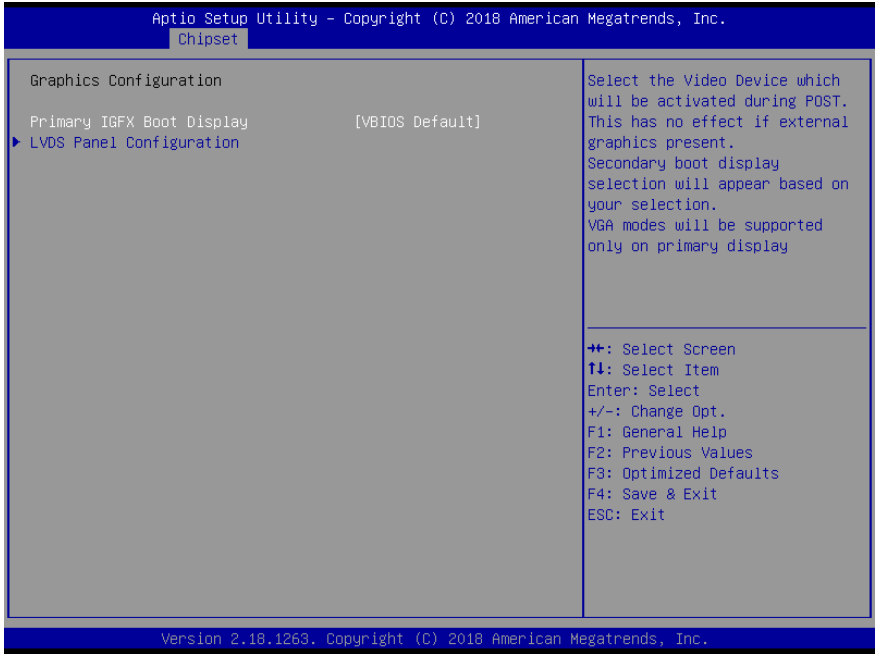 Aptio Setup Utility – Copyright (C) 2018 American Megatrends, Inc.
Chipset
Graphics Configuration
Primary IGFX Boot Display [VBIOS Default]
LVDS Panel Configuration
Select the Video Device which
will be activated during POST.
This has no effect if external
graphics present.
Secondary boot display
selection will appear based on
your selection.
VGA modes will be supported
only on primary display
→←: Select Screen
↑↓: Select Item
Enter: Select
+/-: Change Opt.
F1: General Help
F2: Previous Values
F3: Optimized Defaults
F4: Save & Exit
ESC: Exit
Version 2.18.1263. Copyright (C) 2018 American Megatrends, Inc.